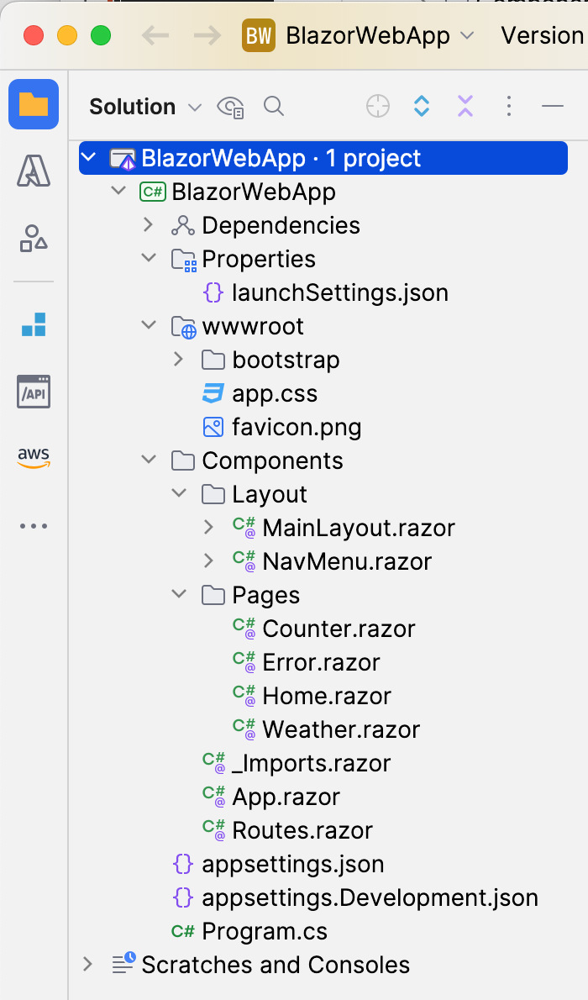 BW BlazorWebApp Version
Solution
BlazorWebApp · 1 project
C# BlazorWebApp
Dependencies
Properties
{} launchSettings.json
wwwroot
bootstrap
app.css
favicon.png
Components
Layout
C#@ MainLayout.razor
C#@ NavMenu.razor
Pages
C#@ Counter.razor
C#@ Error.razor
C#@ Home.razor
C#@ Weather.razor
C#@ _Imports.razor
C#@ App.razor
C#@ Routes.razor
{} appsettings.json
{} appsettings.Development.json
C# Program.cs
Scratches and Consoles
/API
aws